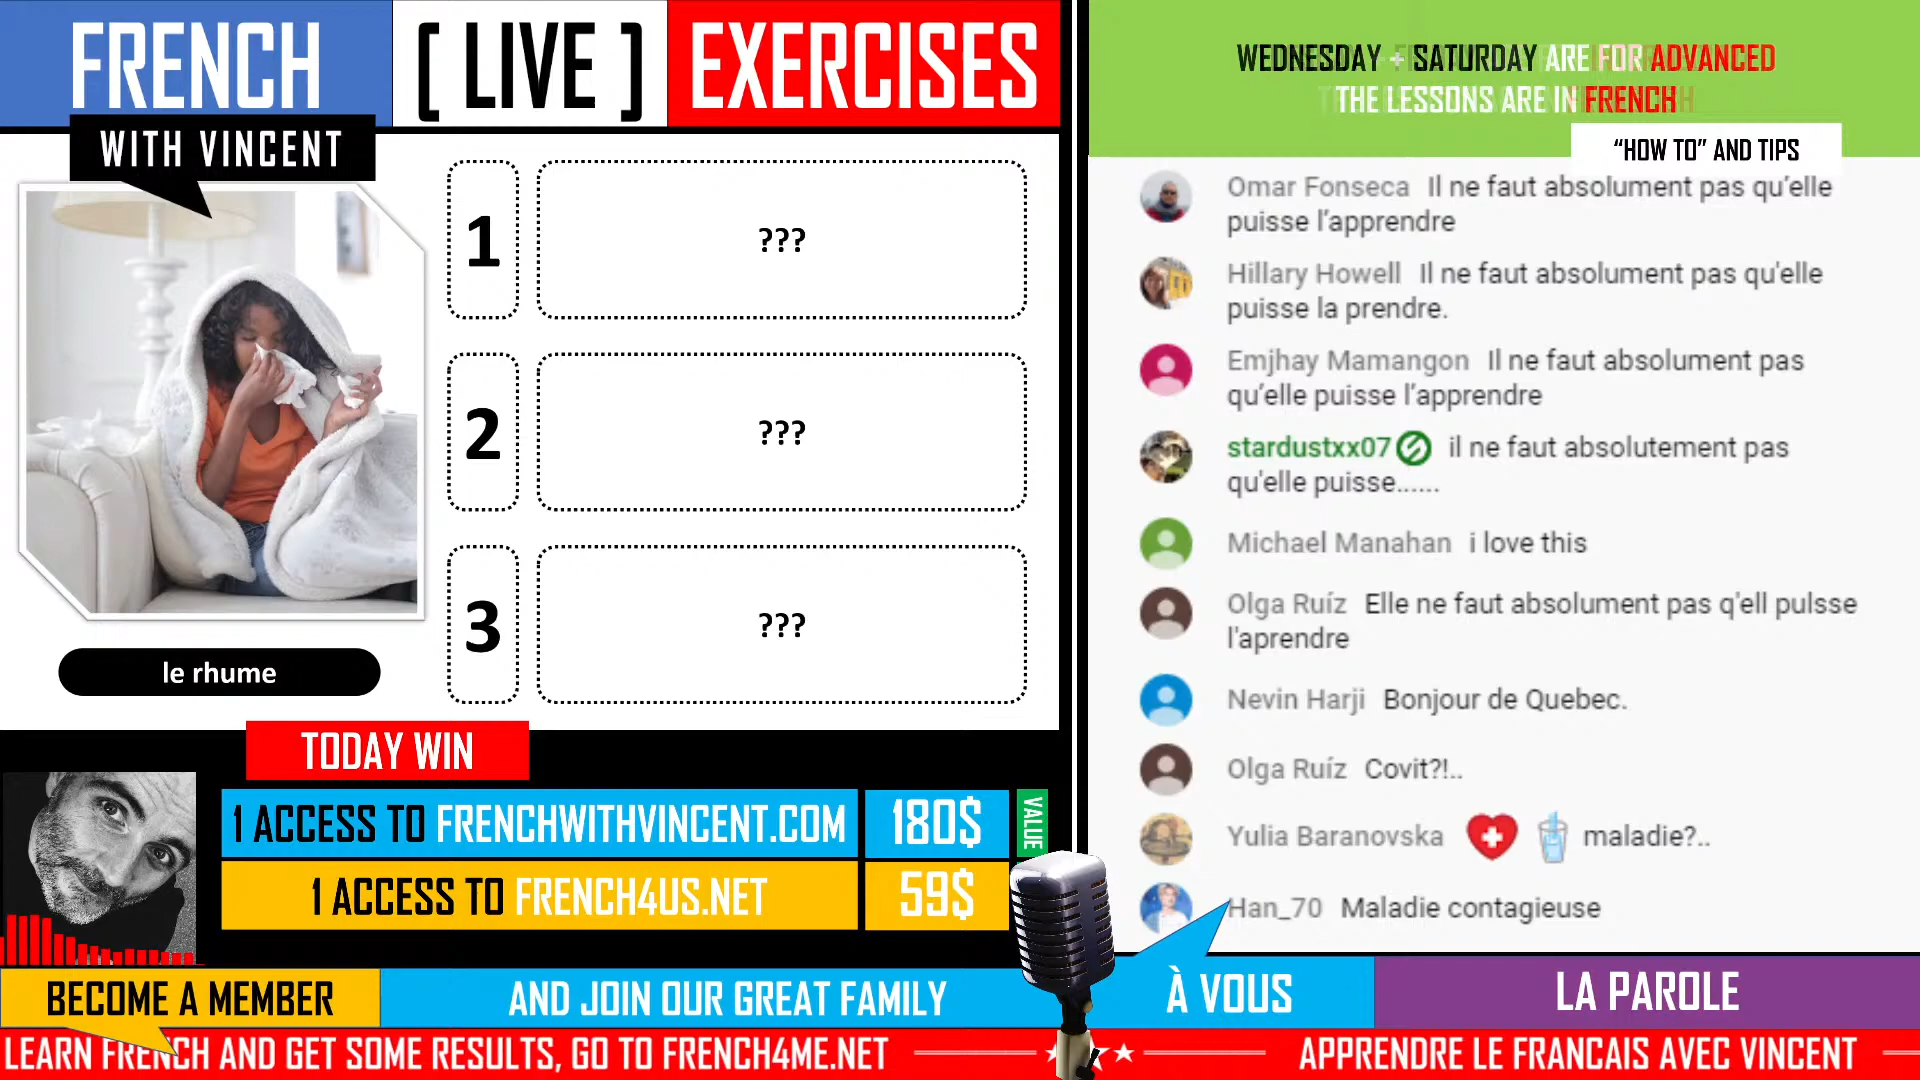 FRENCH [ LIVE ] EXERCISES
WITH VINCENT
1 ???
2 ???
3 ???
le rhume
TODAY WIN
1 ACCESS TO FRENCHWITHVINCENT.COM 180$ VALUE
1 ACCESS TO FRENCH4US.NET 59$
WEDNESDAY + SATURDAY ARE FOR ADVANCED
THE LESSONS ARE IN FRENCH
“HOW TO” AND TIPS
Omar Fonseca Il ne faut absolument pas qu’elle
puisse l’apprendre
Hillary Howell Il ne faut absolument pas qu'elle
puisse la prendre.
Emjhay Mamangon Il ne faut absolument pas
qu’elle puisse l’apprendre
stardustxx07 il ne faut absolutement pas
qu'elle puisse......
Michael Manahan i love this
Olga Ruíz Elle ne faut absolument pas q'ell pulsse
l'aprendre
Nevin Harji Bonjour de Quebec.
Olga Ruíz Covit?!..
Yulia Baranovska maladie?..
Han_70 Maladie contagieuse
BECOME A MEMBER AND JOIN OUR GREAT FAMILY À VOUS LA PAROLE
LEARN FRENCH AND GET SOME RESULTS, GO TO FRENCH4ME.NET APPRENDRE LE FRANCAIS AVEC VINCENT